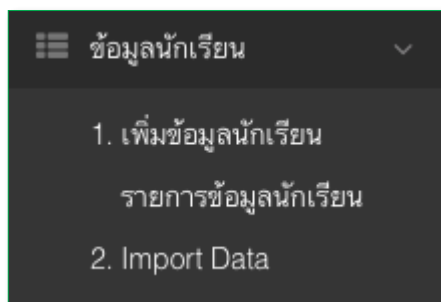 ข้อมูลนักเรียน
1. เพิ่มข้อมูลนักเรียน
รายการข้อมูลนักเรียน
2. Import Data